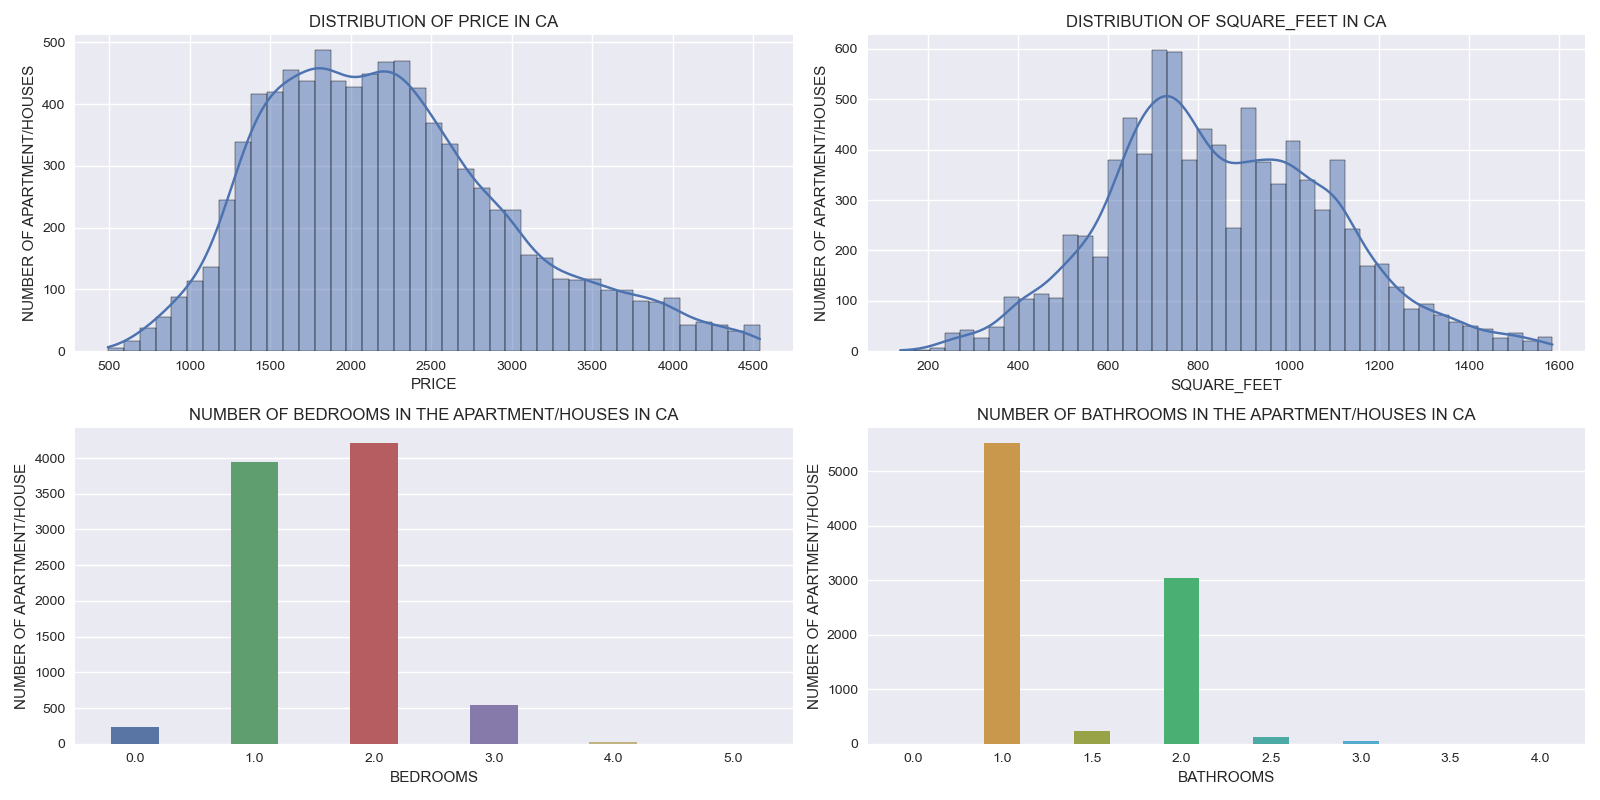 DISTRIBUTION OF PRICE IN CA
NUMBER OF APARTMENT/HOUSES
500
400
300
200
100
0
500 1000 1500 2000 2500 3000 3500 4000 4500
PRICE
DISTRIBUTION OF SQUARE_FEET IN CA
NUMBER OF APARTMENT/HOUSES
600
500
400
300
200
100
0
200 400 600 800 1000 1200 1400 1600
SQUARE_FEET
NUMBER OF BEDROOMS IN THE APARTMENT/HOUSES IN CA
NUMBER OF APARTMENT/HOUSE
4000
3500
3000
2500
2000
1500
1000
500
0
0.0 1.0 2.0 3.0 4.0 5.0
BEDROOMS
NUMBER OF BATHROOMS IN THE APARTMENT/HOUSES IN CA
NUMBER OF APARTMENT/HOUSE
5000
4000
3000
2000
1000
0
0.0 1.0 1.5 2.0 2.5 3.0 3.5 4.0
BATHROOMS